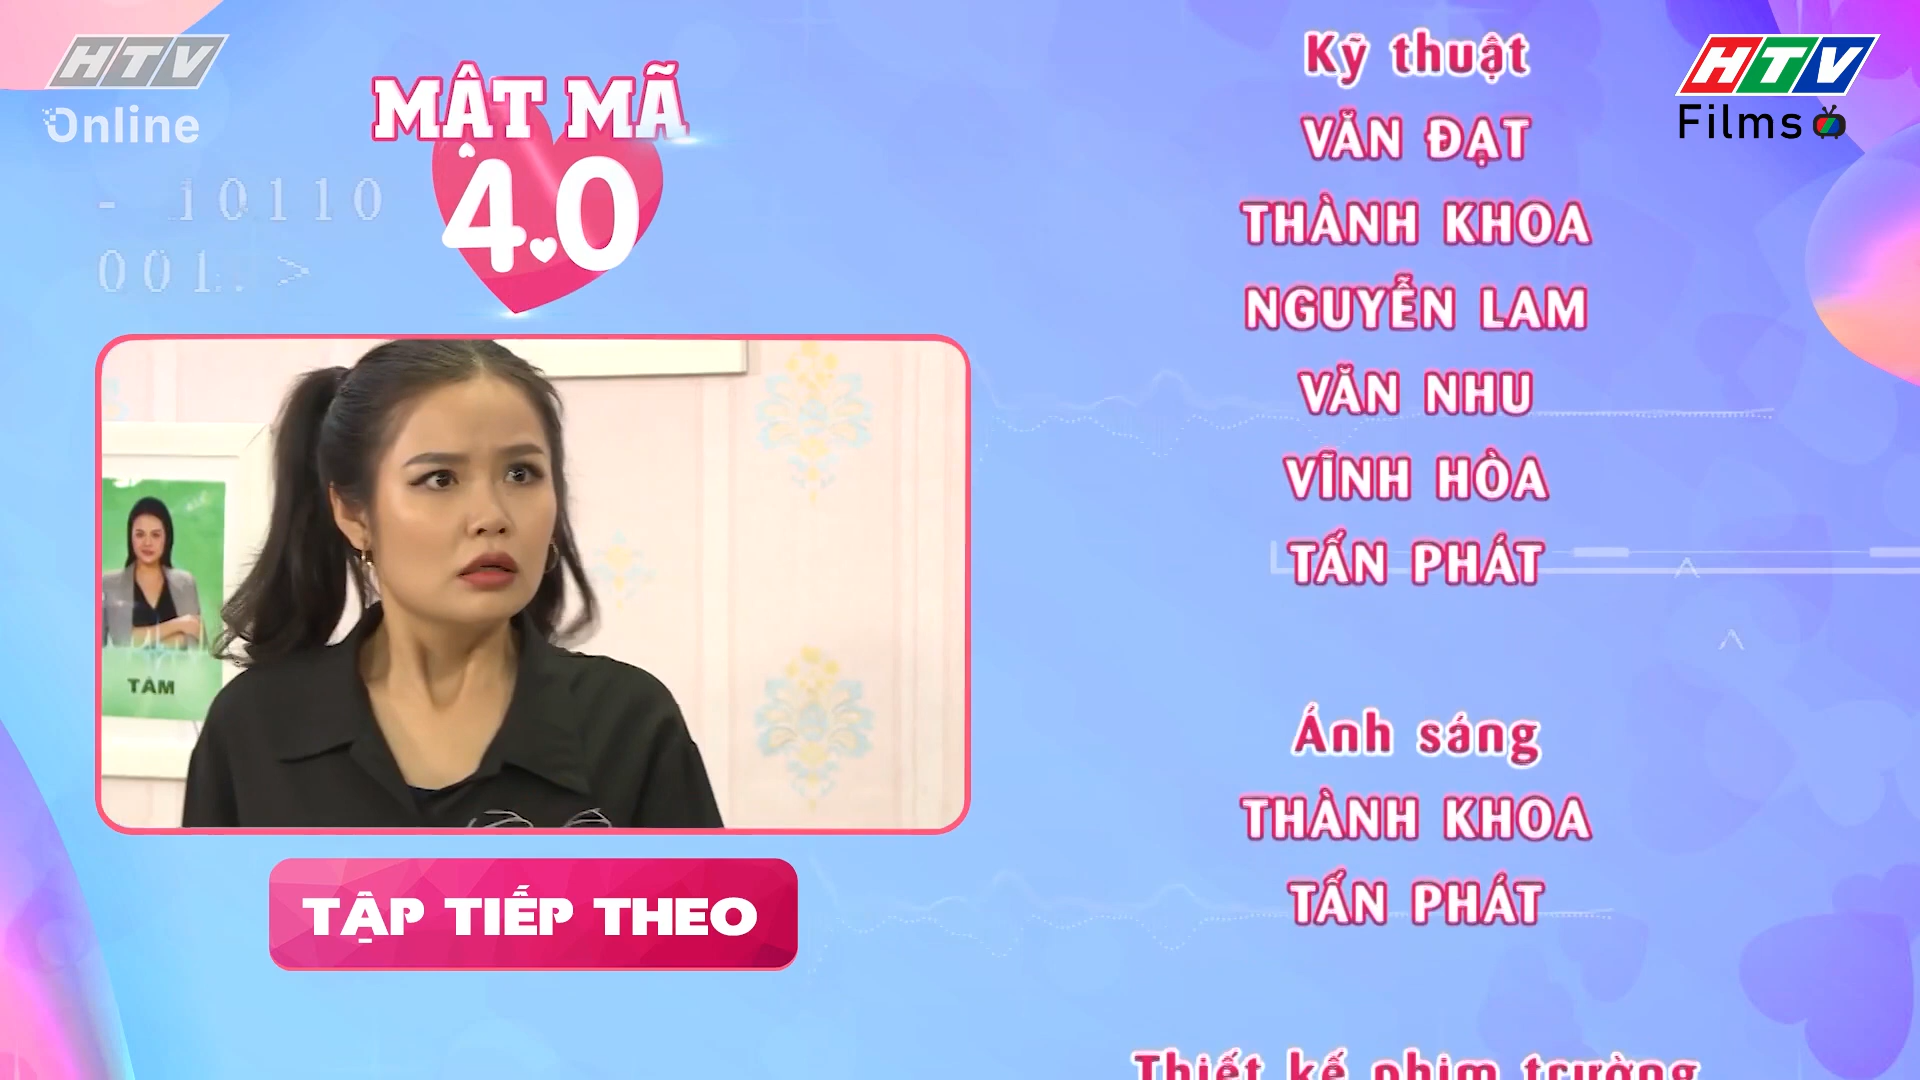 HTV
Online
MẬT MÃ
4.0
- 10110
001.. >
TÂM
TẬP TIẾP THEO
HTV
Films
Kỹ thuật
VĂN ĐẠT
THÀNH KHOA
NGUYỄN LAM
VĂN NHU
VĨNH HÒA
TẤN PHÁT
Ánh sáng
THÀNH KHOA
TẤN PHÁT
Thiết kế phim trường